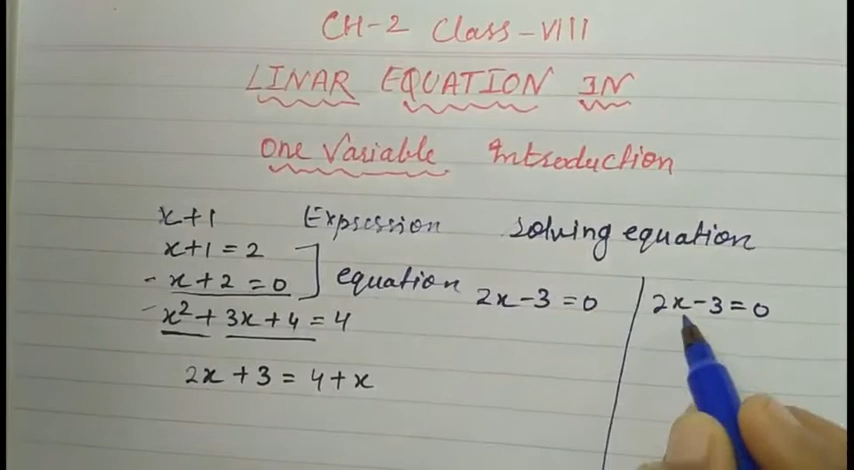 CH-2 Class-VIII
LINAR EQUATION IN
One Variable Introduction
x+1 Expression
x+1=2
- x+2=0
equation
- x²+3x+4=4
2x+3=4+x
solving equation
2x-3=0
2x-3=0